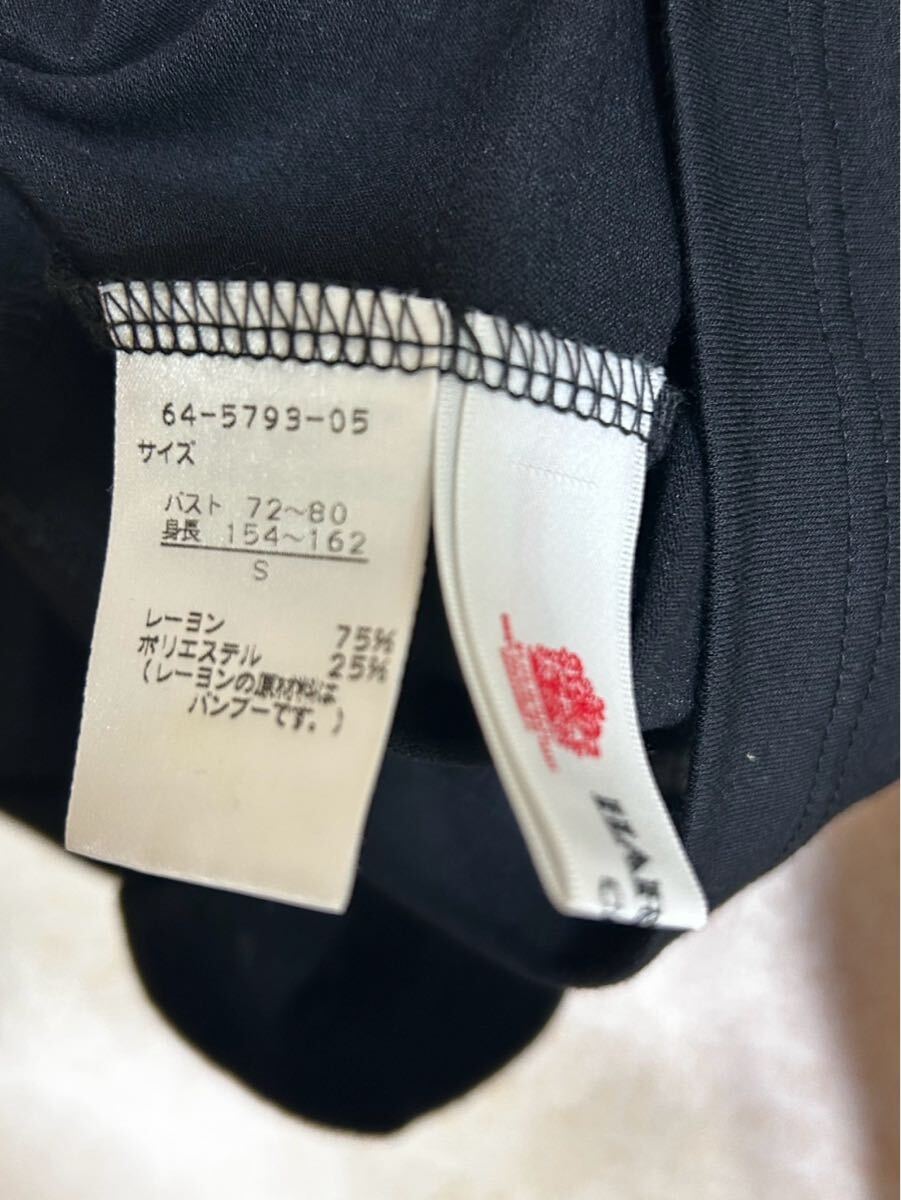 64-5793-05
サイズ
バスト 72～80
身長 154～162
S
レーヨン 75%
ポリエステル 25%
(レーヨンの原材料は
バンブーです。)